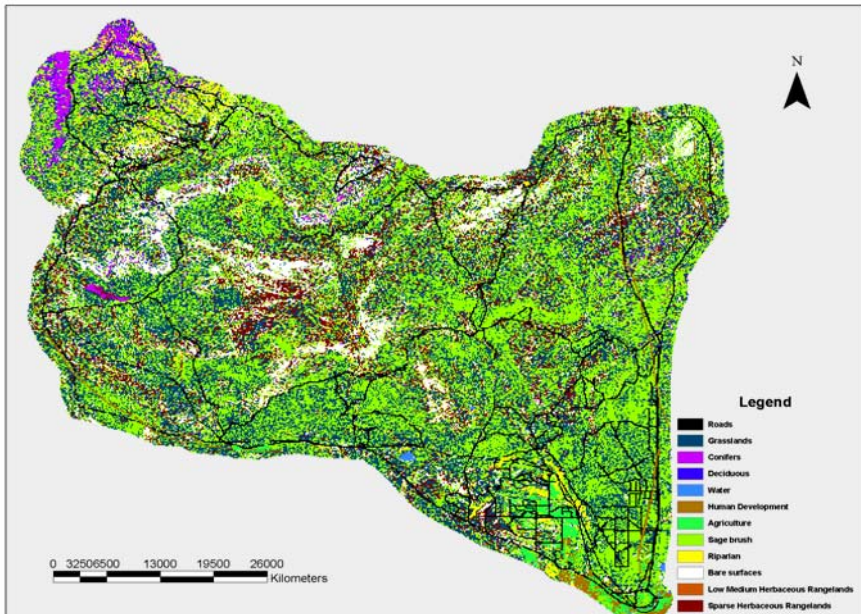 N
Legend
Roads
Grasslands
Conifers
Deciduous
Water
Human Development
Agriculture
Sage brush
Riparian
Bare surfaces
Low Medium Herbaceous Rangelands
Sparse Herbaceous Rangelands
0 32506500 13000 19500 26000
Kilometers